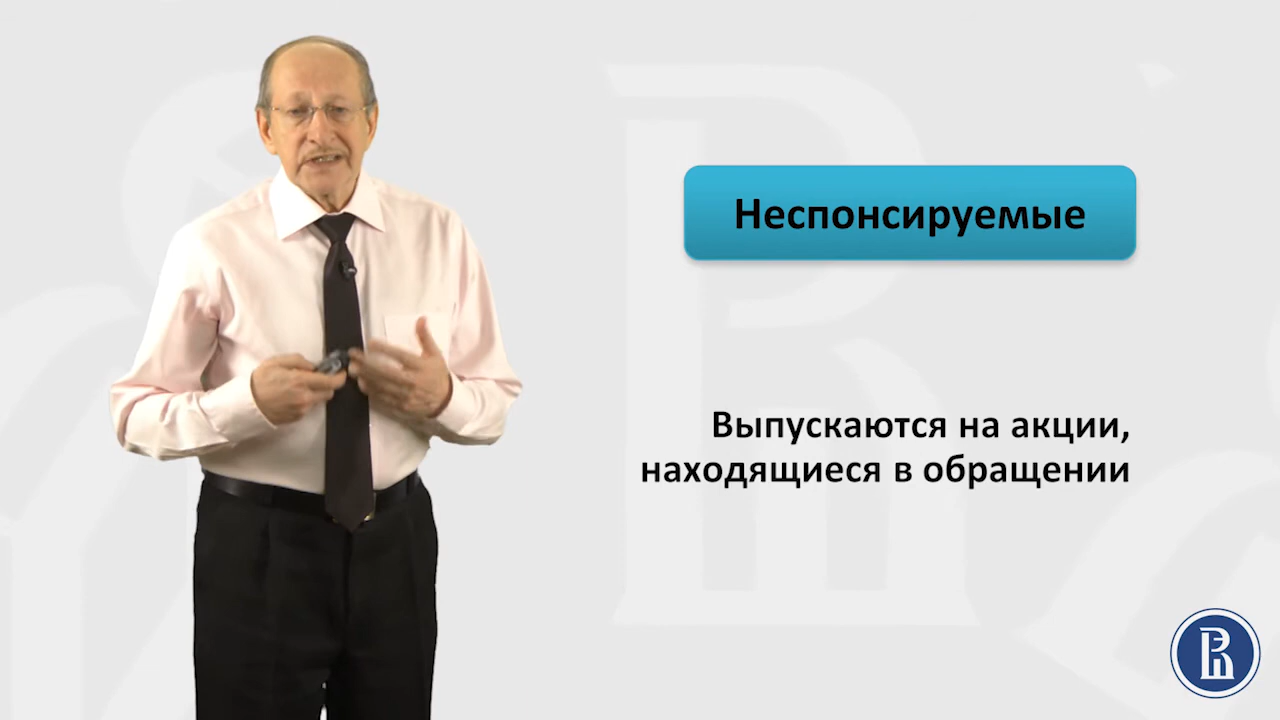 Неспонсируемые
Выпускаются на акции,
находящиеся в обращении